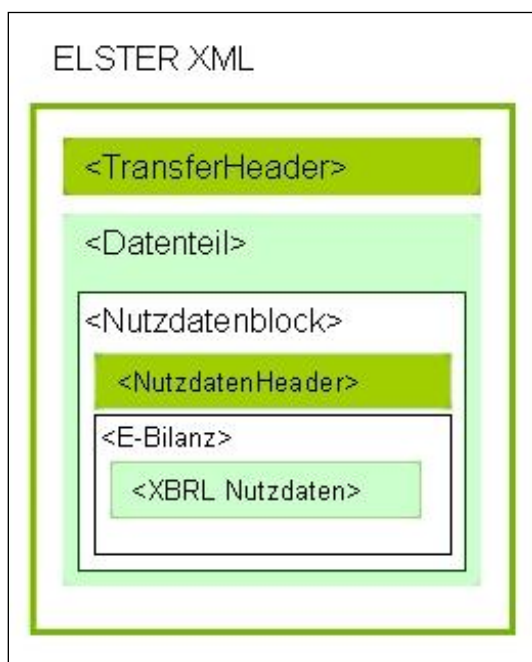 ELSTER XML
<TransferHeader>
<Datenteil>
<Nutzdatenblock>
<NutzdatenHeader>
<E-Bilanz>
<XBRL Nutzdaten>